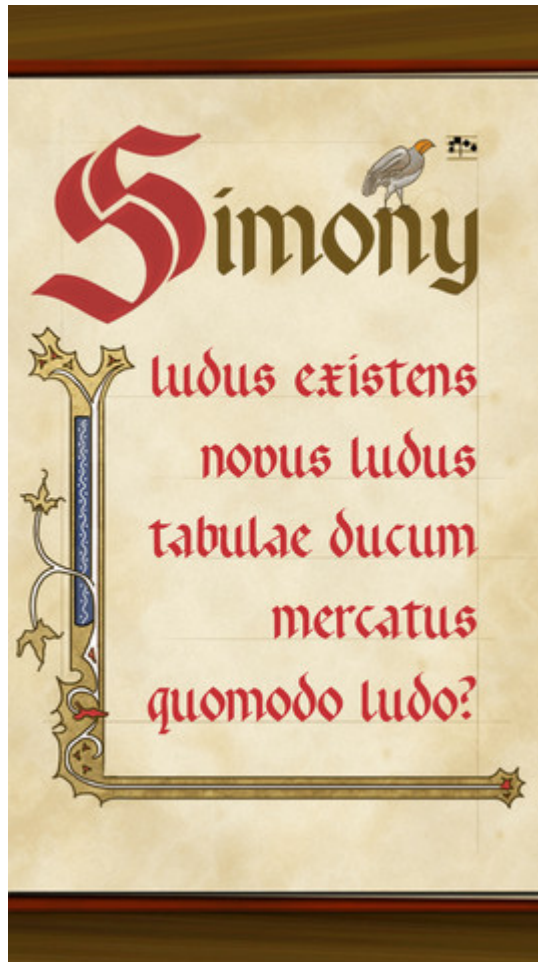 Simony
ludus existens
novus ludus
tabulae ducum
mercatus
quomodo ludo?